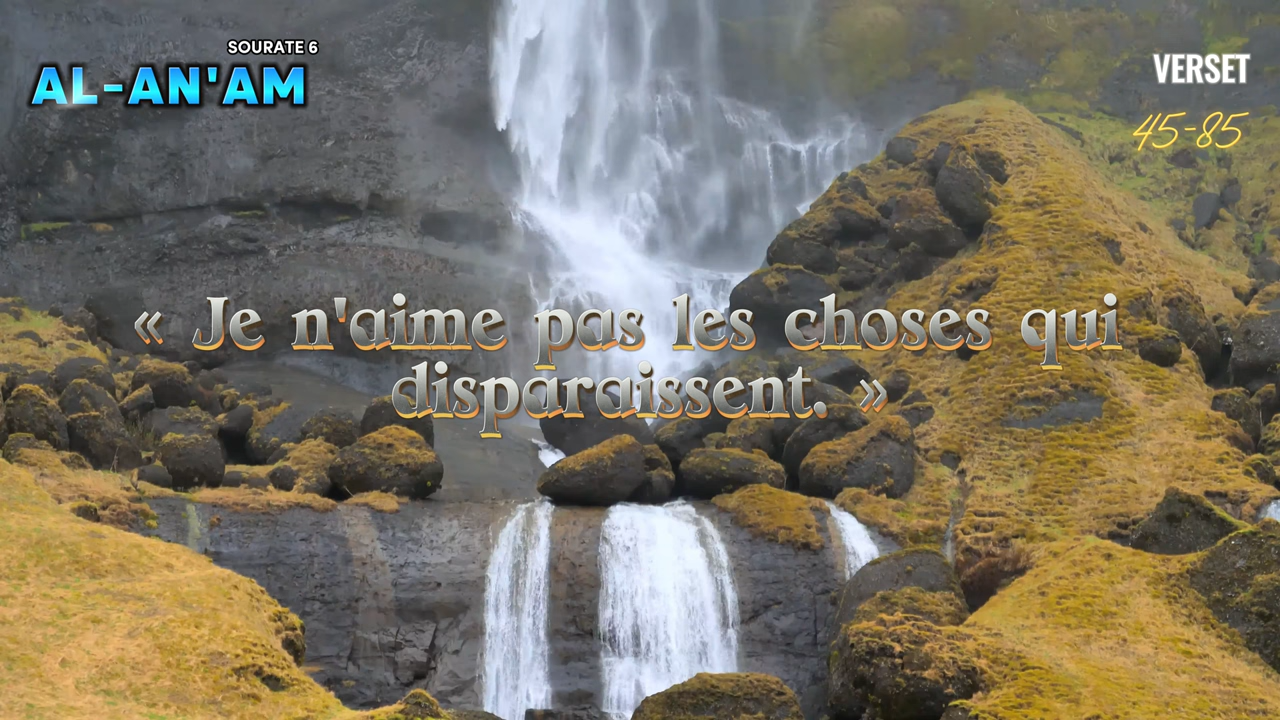 SOURATE 6
AL-AN'AM
VERSET
45-85
« Je n'aime pas les choses qui
disparaissent. »